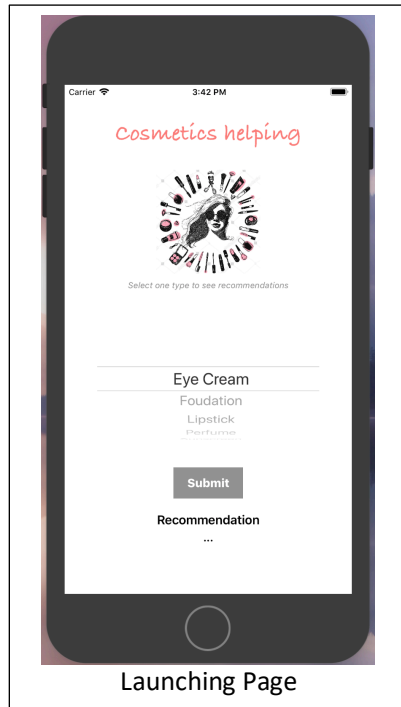 Carrier 3:42 PM
Cosmetics helping
Select one type to see recommendations
Eye Cream
Foudation
Lipstick
Perfume
Submit
Recommendation
...
Launching Page